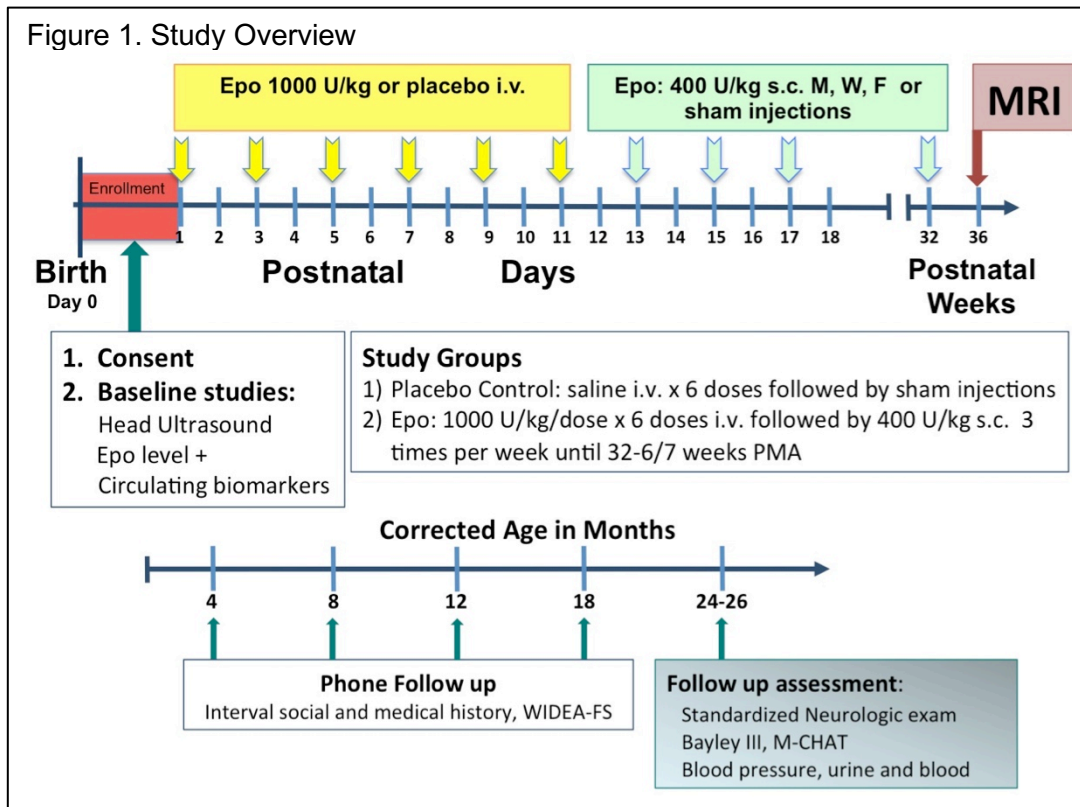 Figure 1. Study Overview
Epo 1000 U/kg or placebo i.v.
Epo: 400 U/kg s.c. M, W, F or
sham injections
MRI
Enrollment
1 2 3 4 5 6 7 8 9 10 11 12 13 14 15 16 17 18 32 36
Birth
Day 0
Postnatal Days
Postnatal
Weeks
1. Consent
2. Baseline studies:
Head Ultrasound
Epo level +
Circulating biomarkers
Study Groups
1) Placebo Control: saline i.v. x 6 doses followed by sham injections
2) Epo: 1000 U/kg/dose x 6 doses i.v. followed by 400 U/kg s.c. 3
times per week until 32-6/7 weeks PMA
Corrected Age in Months
4 8 12 18 24-26
Phone Follow up
Interval social and medical history, WIDEA-FS
Follow up assessment:
Standardized Neurologic exam
Bayley III, M-CHAT
Blood pressure, urine and blood